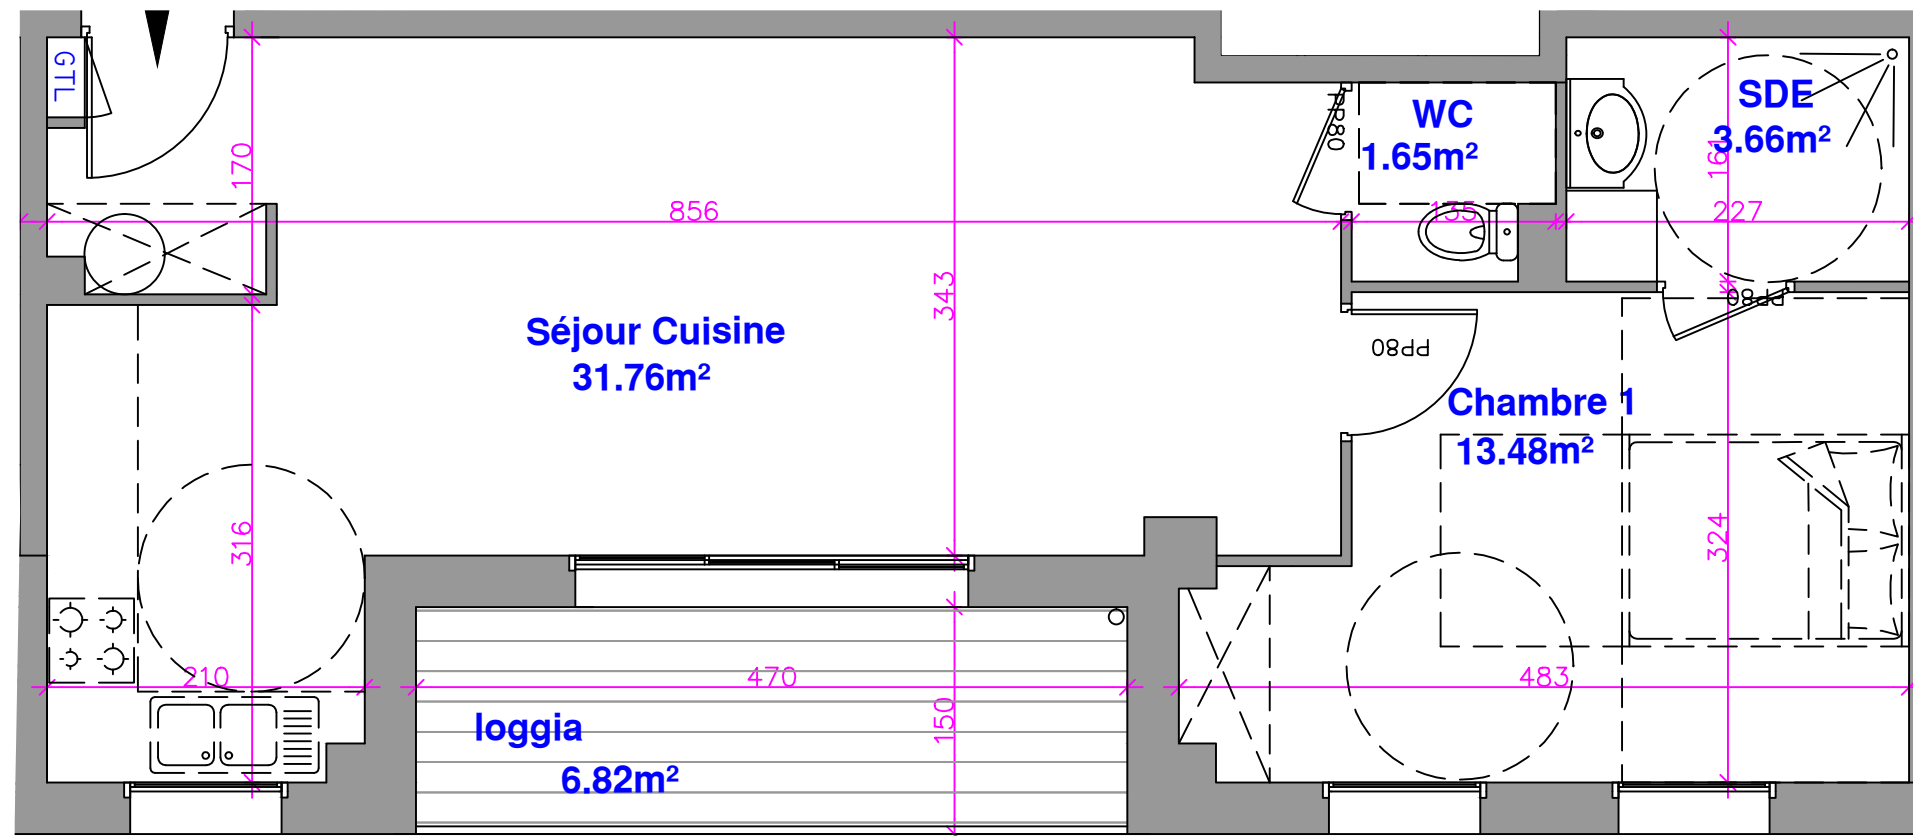 GTL
PP80
WC
1.65m²
SDE
3.66m²
170
161
856
135
227
343
PP80
Séjour Cuisine
31.76m²
PP80
Chambre 1
13.48m²
316
324
210
470
483
150
loggia
6.82m²